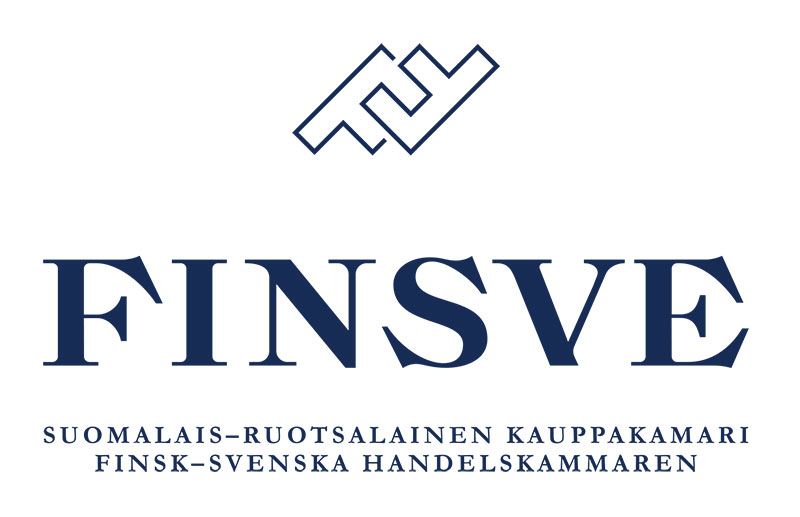 FINSVE
SUOMALAIS–RUOTSALAINEN KAUPPAKAMARI
FINSK–SVENSKA HANDELSKAMMAREN